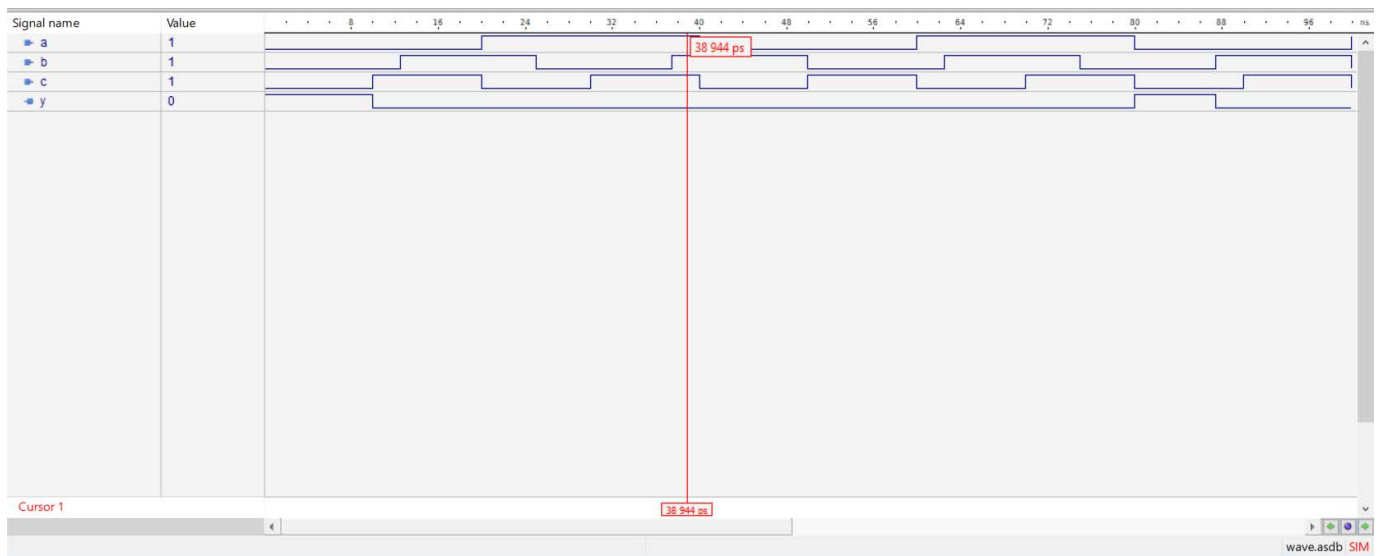 Signal name Value 8 16 24 32 40 48 56 64 72 80 88 96 ns
a 1 38 944 ps
b 1
c 1
y 0
Cursor 1 38 944 ps
wave.asdb SIM